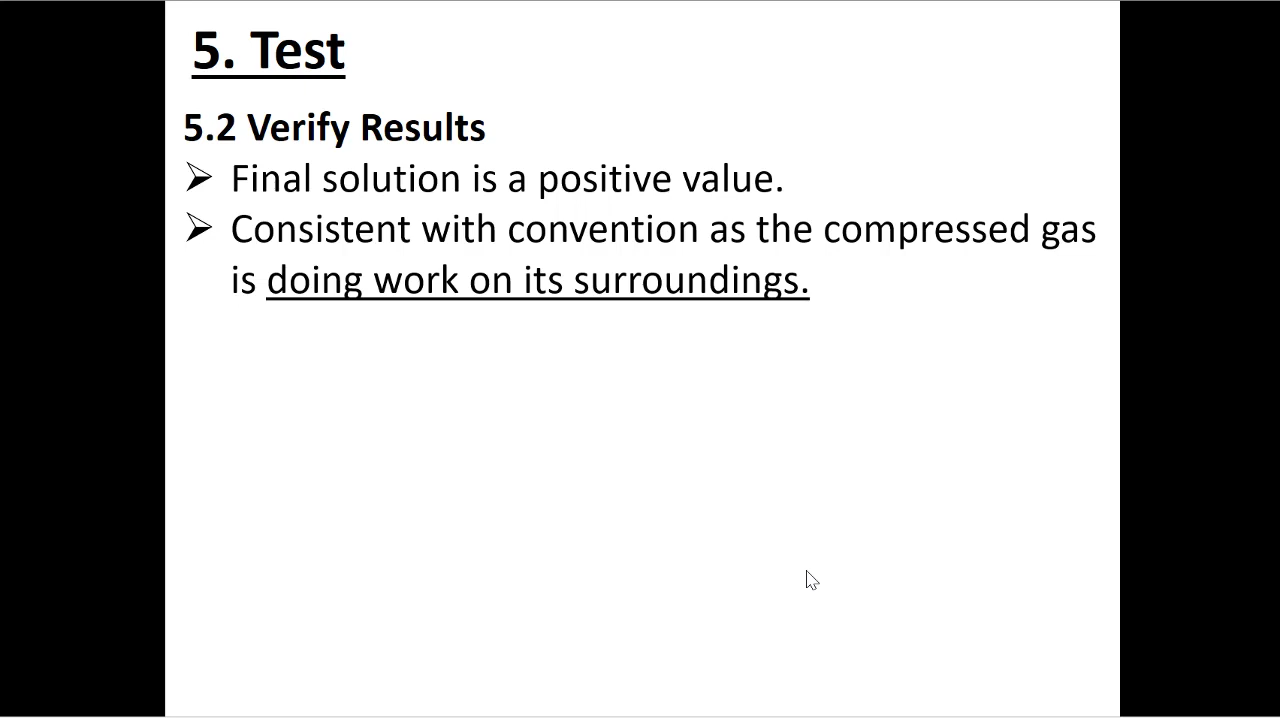 5. Test
5.2 Verify Results
➢ Final solution is a positive value.
➢ Consistent with convention as the compressed gas
is doing work on its surroundings.